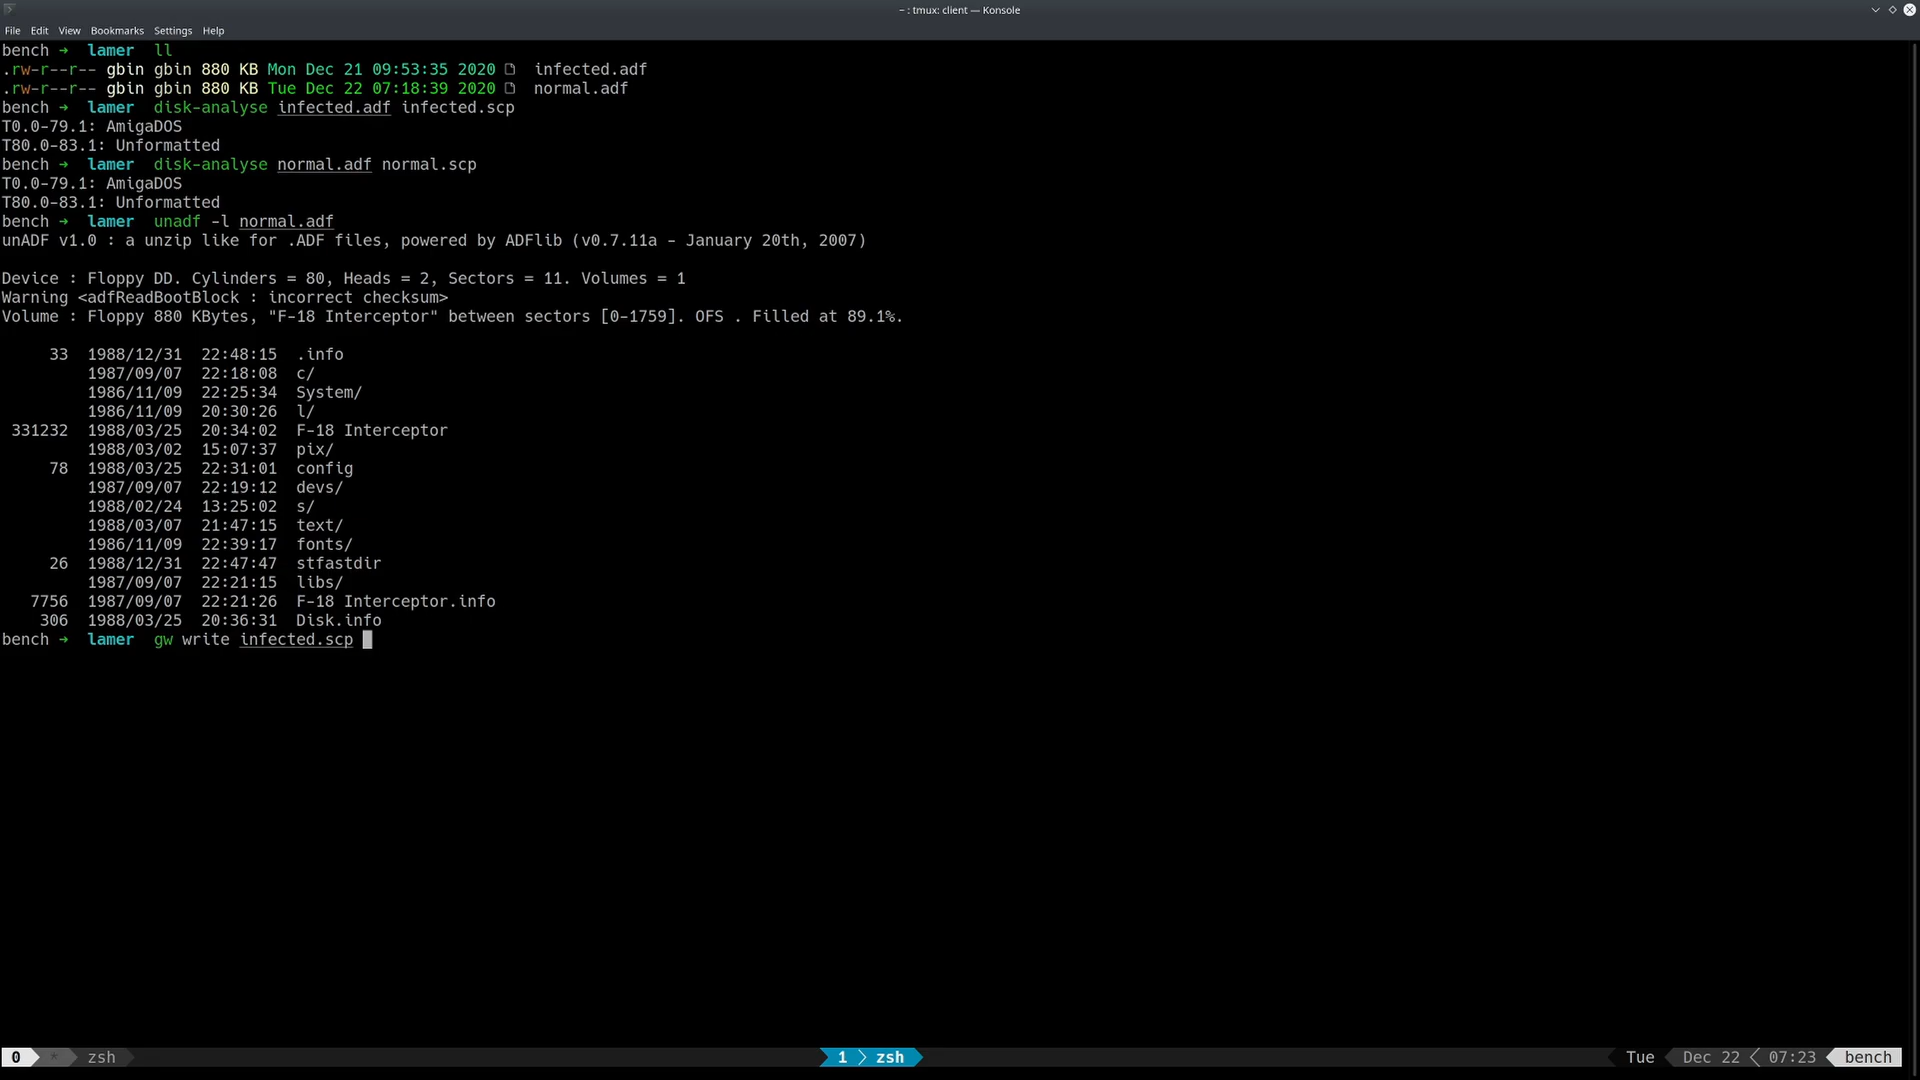 ~ : tmux: client — Konsole
File Edit View Bookmarks Settings Help
bench → lamer ll
.rw-r--r-- gbin gbin 880 KB Mon Dec 21 09:53:35 2020 infected.adf
.rw-r--r-- gbin gbin 880 KB Tue Dec 22 07:18:39 2020 normal.adf
bench → lamer disk-analyse infected.adf infected.scp
T0.0-79.1: AmigaDOS
T80.0-83.1: Unformatted
bench → lamer disk-analyse normal.adf normal.scp
T0.0-79.1: AmigaDOS
T80.0-83.1: Unformatted
bench → lamer unadf -l normal.adf
unADF v1.0 : a unzip like for .ADF files, powered by ADFlib (v0.7.11a - January 20th, 2007)
Device : Floppy DD. Cylinders = 80, Heads = 2, Sectors = 11. Volumes = 1
Warning <adfReadBootBlock : incorrect checksum>
Volume : Floppy 880 KBytes, "F-18 Interceptor" between sectors [0-1759]. OFS . Filled at 89.1%.
33 1988/12/31 22:48:15 .info
1987/09/07 22:18:08 c/
1986/11/09 22:25:34 System/
1986/11/09 20:30:26 l/
331232 1988/03/25 20:34:02 F-18 Interceptor
1988/03/02 15:07:37 pix/
78 1988/03/25 22:31:01 config
1987/09/07 22:19:12 devs/
1988/02/24 13:25:02 s/
1988/03/07 21:47:15 text/
1986/11/09 22:39:17 fonts/
26 1988/12/31 22:47:47 stfastdir
1987/09/07 22:21:15 libs/
7756 1987/09/07 22:21:26 F-18 Interceptor.info
306 1988/03/25 20:36:31 Disk.info
bench → lamer gw write infected.scp
0 * zsh 1 zsh Tue Dec 22 07:23 bench